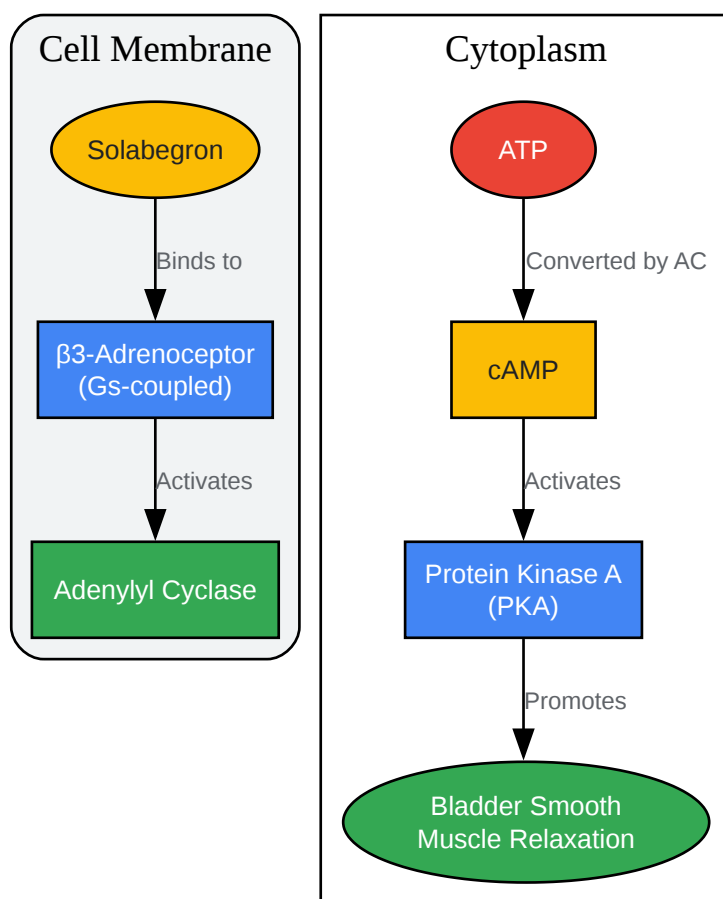 Cell Membrane
Solabegron
Binds to
β3-Adrenoceptor
(Gs-coupled)
Activates
Adenylyl Cyclase
Cytoplasm
ATP
Converted by AC
cAMP
Activates
Protein Kinase A
(PKA)
Promotes
Bladder Smooth
Muscle Relaxation